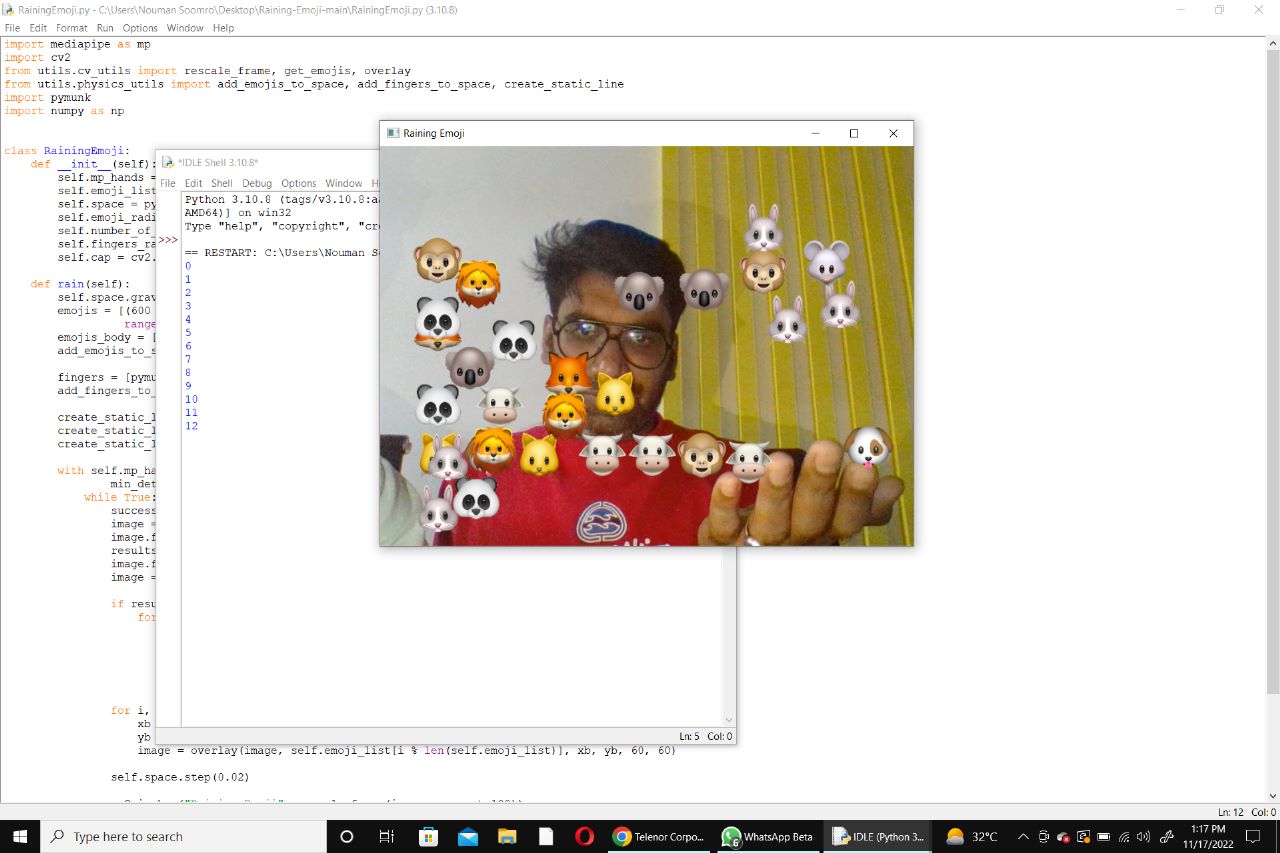 RainingEmoji.py - C:\Users\Nouman Soomro\Desktop\Raining-Emoji-main\RainingEmoji.py (3.10.8)
File Edit Format Run Options Window Help
import mediapipe as mp
import cv2
from utils.cv_utils import rescale_frame, get_emojis, overlay
from utils.physics_utils import add_emojis_to_space, add_fingers_to_space, create_static_line
import pymunk
import numpy as np
class RainingEmoji:
def __init__(self):
self.mp_hands =
self.emoji_list
self.space = py
self.emoji_radi
self.number_of_
self.fingers_ra
self.cap = cv2.
def rain(self):
self.space.grav
emojis = [(600
range
emojis_body = [
add_emojis_to_s
fingers = [pymu
add_fingers_to_
create_static_l
create_static_l
create_static_l
with self.mp_ha
min_det
while True:
success
image =
image.f
results
image.f
image =
if resu
for
for i,
xb
yb
image = overlay(image, self.emoji_list[i % len(self.emoji_list)], xb, yb, 60, 60)
self.space.step(0.02)
*IDLE Shell 3.10.8*
File Edit Shell Debug Options Window H
Python 3.10.8 (tags/v3.10.8:a
AMD64)] on win32
Type "help", "copyright", "cr
>>>
== RESTART: C:\Users\Nouman S
0
1
2
3
4
5
6
7
8
9
10
11
12
Ln: 5 Col: 0
Raining Emoji
Ln: 12 Col: 0
Type here to search
Telenor Corpo...
6
WhatsApp Beta
IDLE (Python 3...
32°C
1:17 PM
11/17/2022